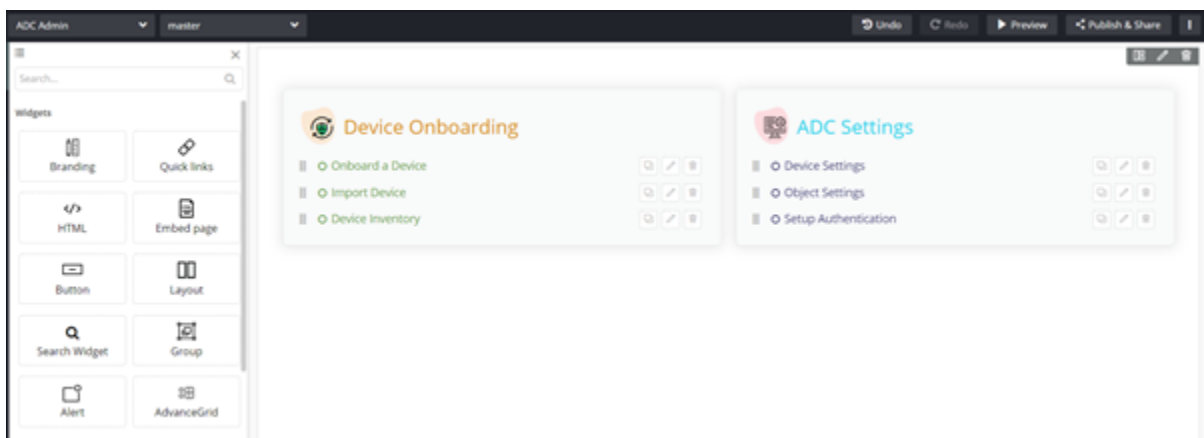 ADC Admin master Undo Redo Preview Publish & Share
Search...
Widgets
Branding Quick links
HTML Embed page
Button Layout
Search Widget Group
Alert AdvanceGrid
Device Onboarding
Onboard a Device
Import Device
Device Inventory
ADC Settings
Device Settings
Object Settings
Setup Authentication